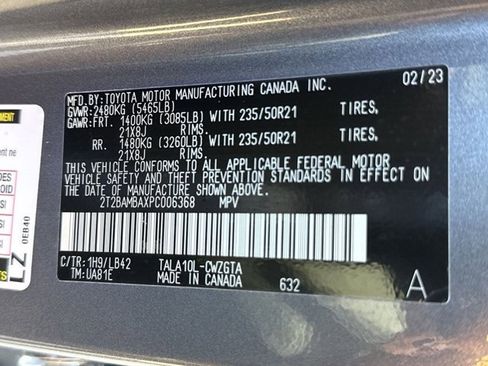 MFD.BY:TOYOTA MOTOR MANUFACTURING CANADA INC. 02/23
GVWR:2480KG (5465LB)
GAWR:FRT. 1400KG (3085LB) WITH 235/50R21 TIRES,
21X8J RIMS.
RR. 1480KG (3260LB) WITH 235/50R21 TIRES,
21X8J RIMS.
THIS VEHICLE CONFORMS TO ALL APPLICABLE FEDERAL MOTOR
VEHICLE SAFETY AND THEFT PREVENTION STANDARDS IN EFFECT ON
THE DATE OF MANUFACTURE SHOWN ABOVE.
2T2BAMBAXPC006368 MPV
C/TR:1H9/LB42 TALA10L-CWZGTA
TM:UA81E MADE IN CANADA 632
A
0EB40